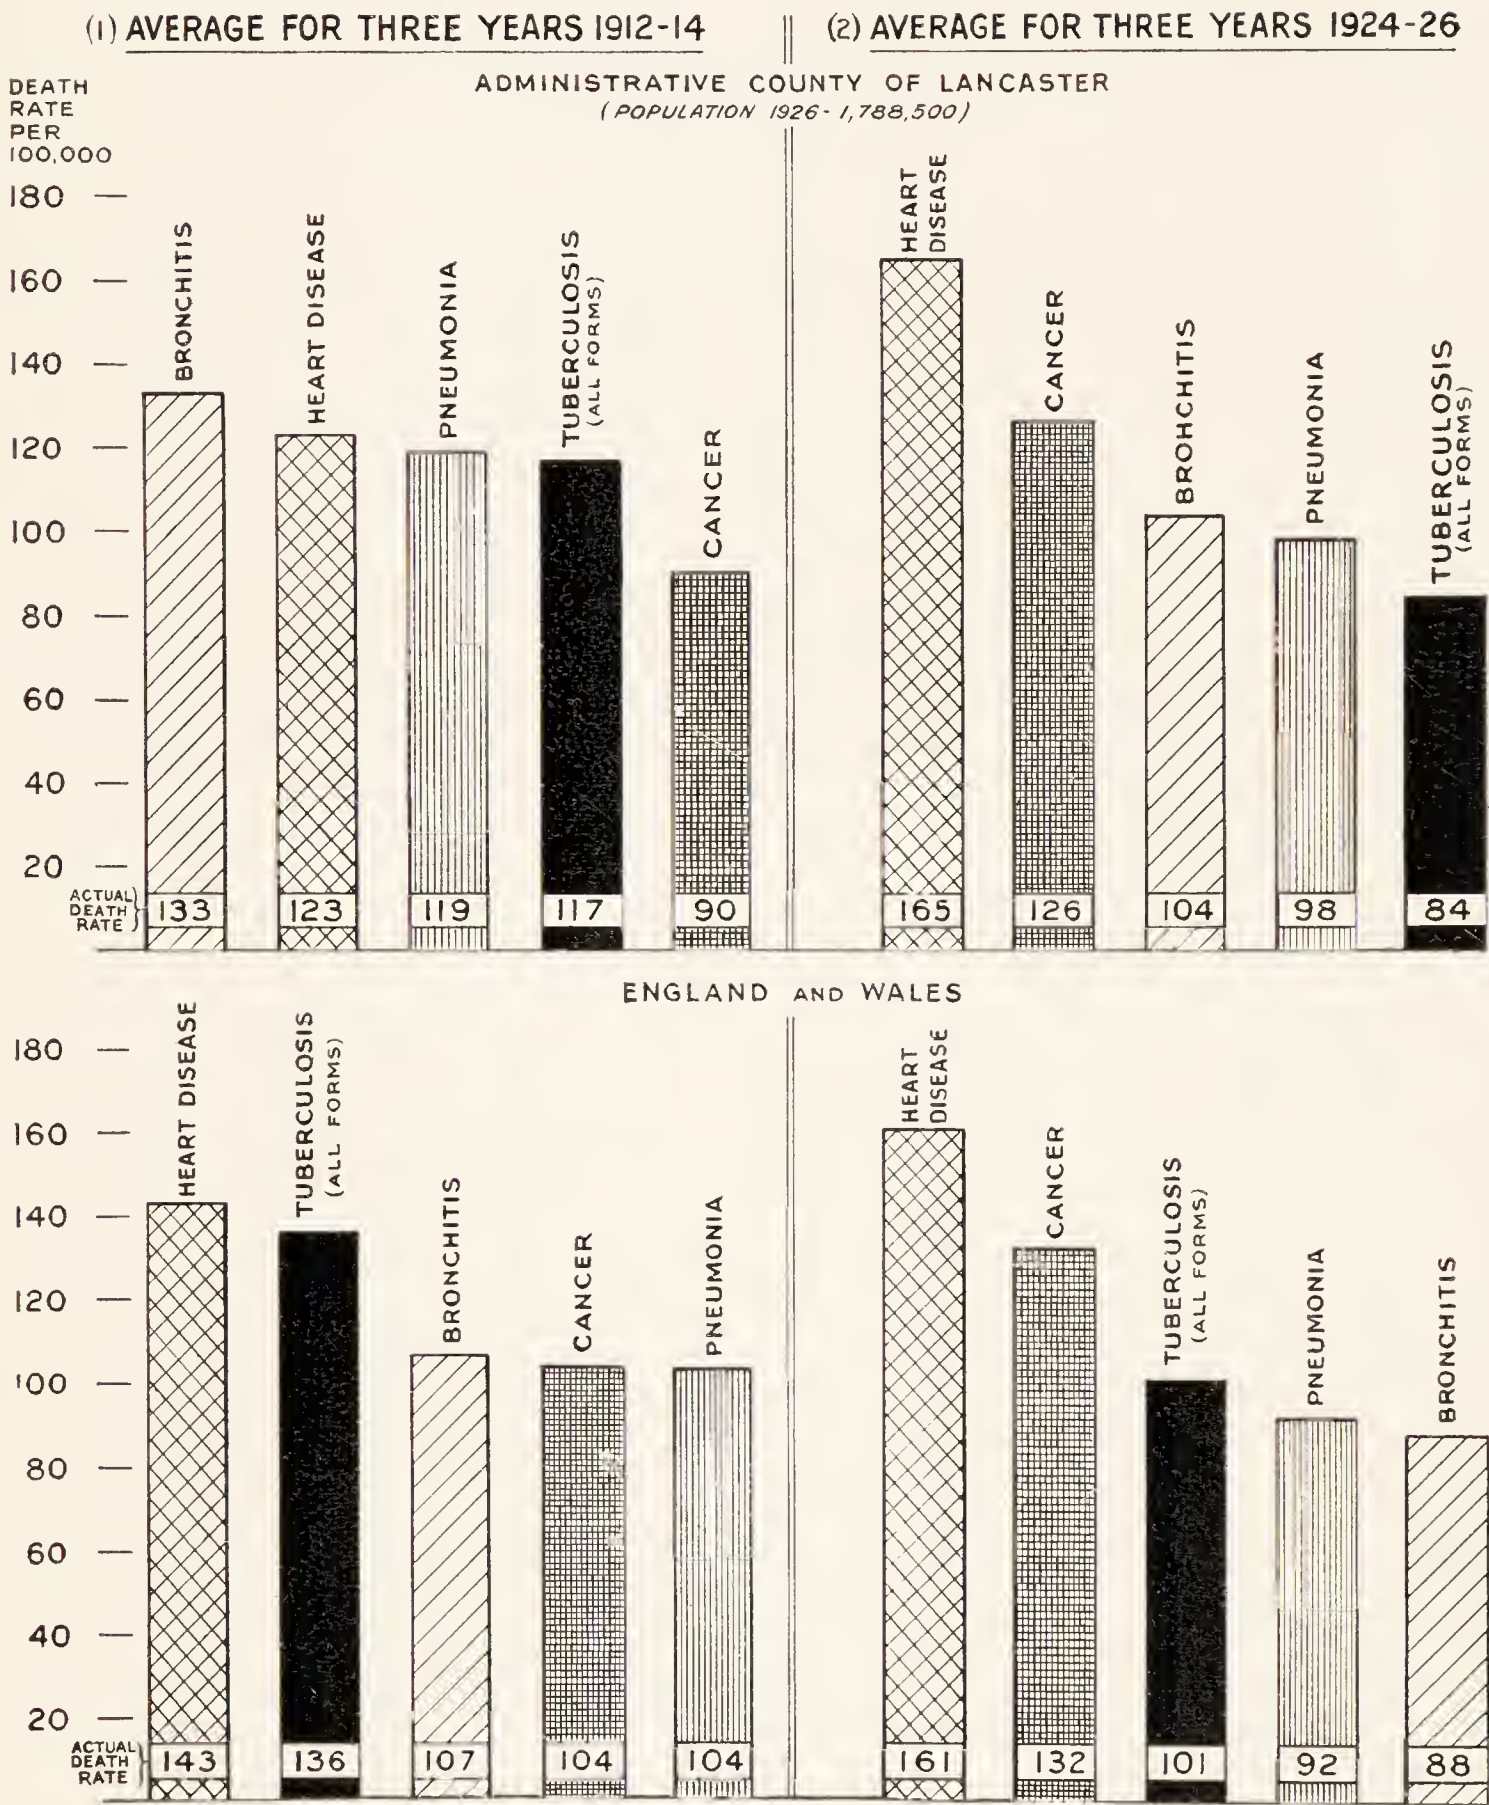 (1) AVERAGE FOR THREE YEARS 1912-14
(2) AVERAGE FOR THREE YEARS 1924-26
ADMINISTRATIVE COUNTY OF LANCASTER
(POPULATION 1926- 1,788,500)
DEATH
RATE
PER
100,000
180
160
140
120
100
80
60
40
20
ACTUAL
DEATH
RATE
BRONCHITIS
HEART DISEASE
PNEUMONIA
TUBERCULOSIS
(ALL FORMS)
CANCER
133 123 119 117 90
HEART
DISEASE
CANCER
BROHCHITIS
PNEUMONIA
TUBERCULOSIS
(ALL FORMS)
165 126 104 98 84
ENGLAND AND WALES
180
160
140
120
100
80
60
40
20
ACTUAL
DEATH
RATE
HEART DISEASE
TUBERCULOSIS
(ALL FORMS)
BRONCHITIS
CANCER
PNEUMONIA
143 136 107 104 104
HEART
DISEASE
CANCER
TUBERCULOSIS
(ALL FORMS)
PNEUMONIA
BRONCHITIS
161 132 101 92 88